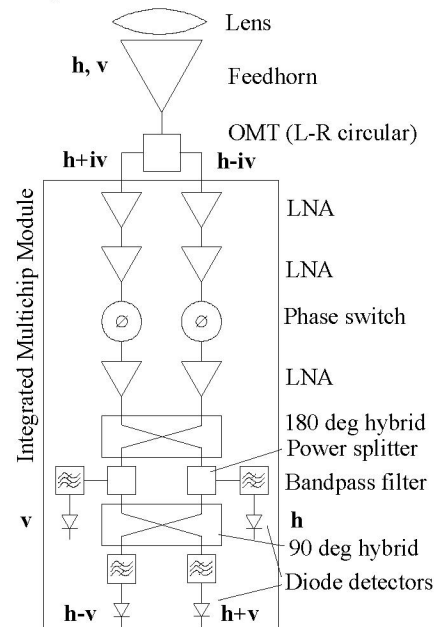 Lens
h, v
Feedhorn
OMT (L-R circular)
h+iv
h-iv
Integrated Multichip Module
LNA
LNA
Phase switch
LNA
180 deg hybrid
Power splitter
Bandpass filter
v
h
90 deg hybrid
Diode detectors
h-v
h+v